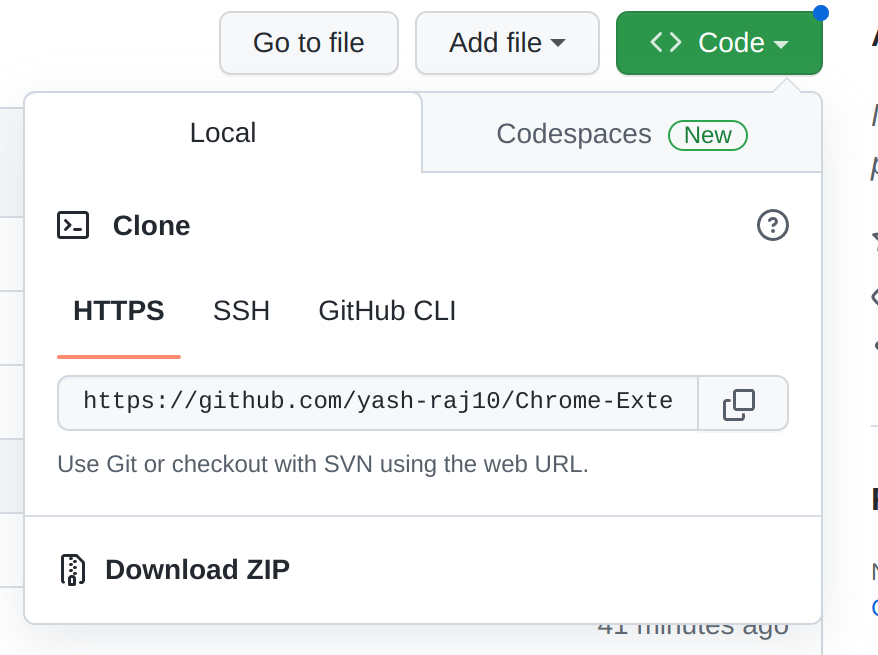 Go to file
Add file
Code
Local
Codespaces
New
Clone
HTTPS
SSH
GitHub CLI
https://github.com/yash-raj10/Chrome-Exte
Use Git or checkout with SVN using the web URL.
Download ZIP
41 minutes ago